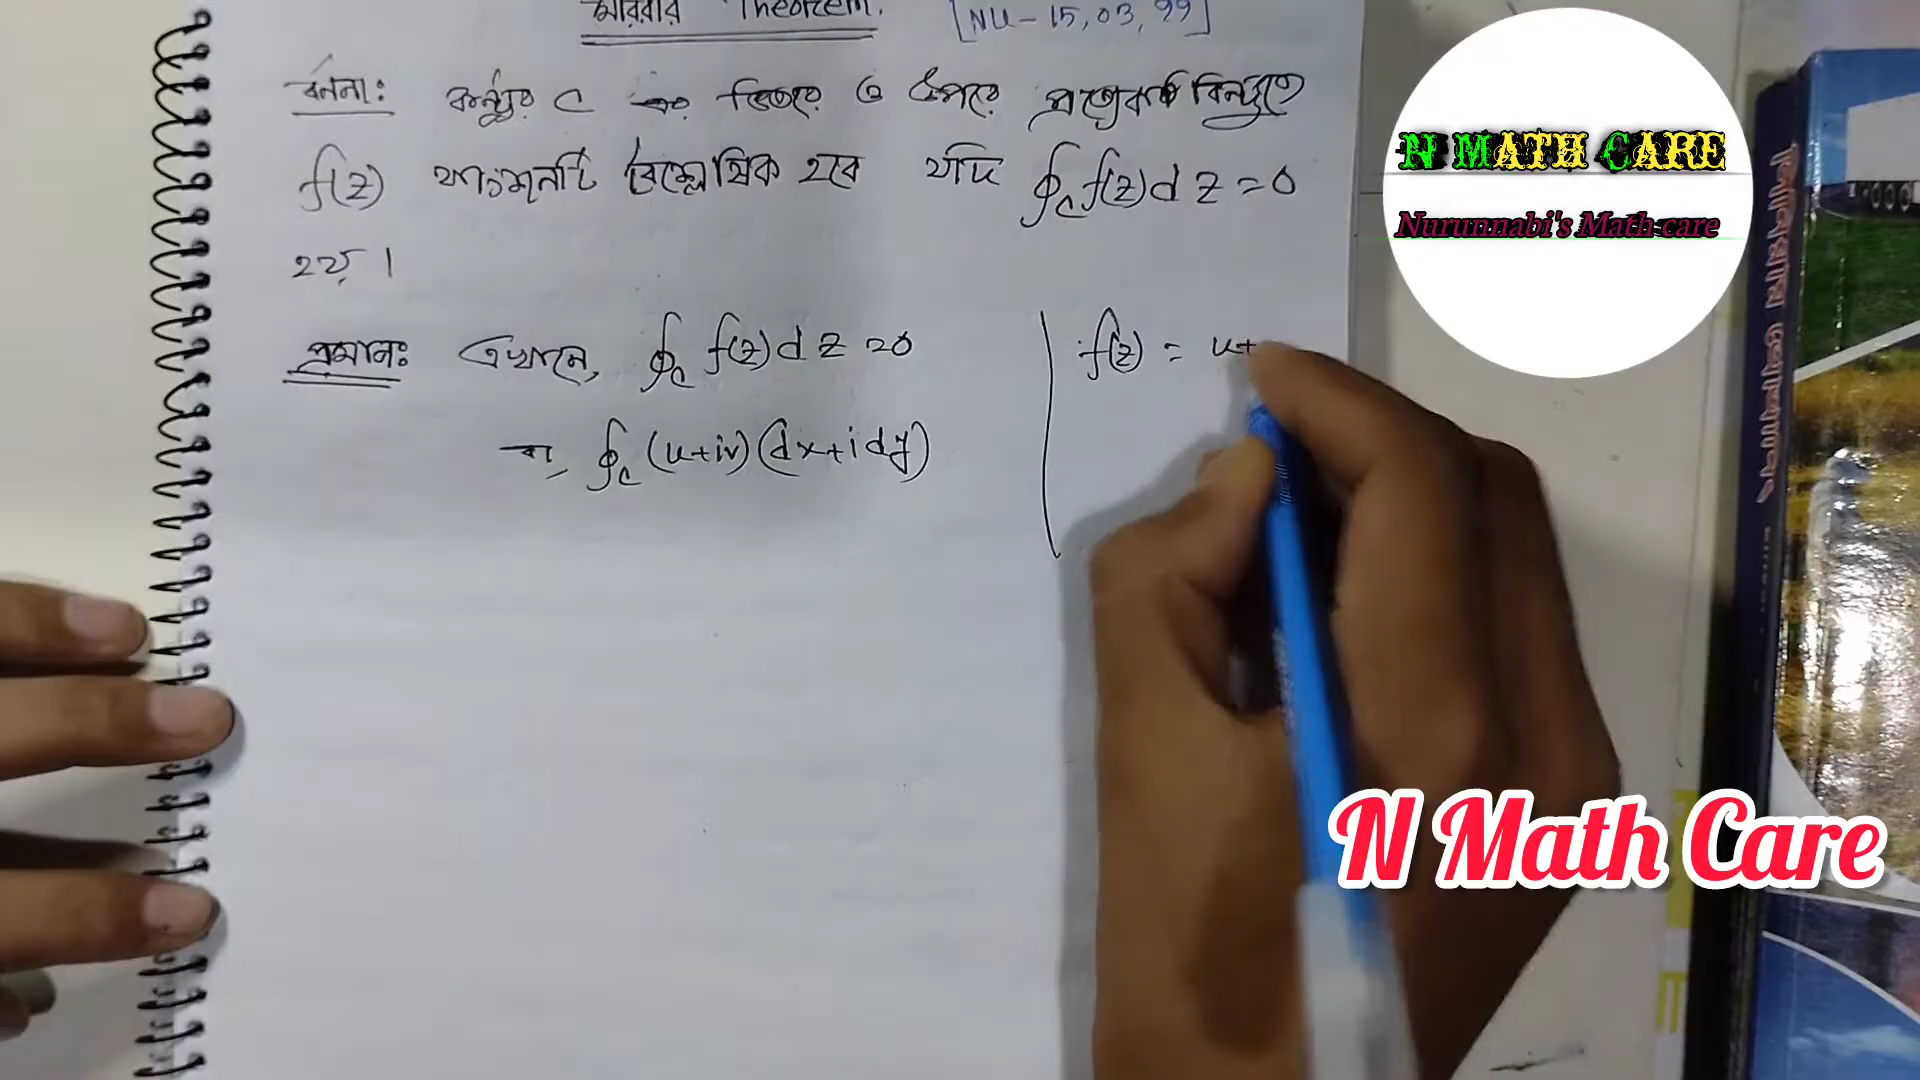 Theorem. [NU-15,03,99]
বর্ননা: কন্টুর C এর ভিতরে ও উপরে প্রত্যেকটি বিন্দুতে
f(z) ফাংশনটি বৈশ্লেষিক হবে যদি ∮c f(z)dz=0
হয়।
প্রমান: এখানে, ∮c f(z)dz=0
বা, ∮c (u+iv)(dx+idy)
f(z) = u+
N MATH CARE
Nurunnabi's Math care
N Math Care